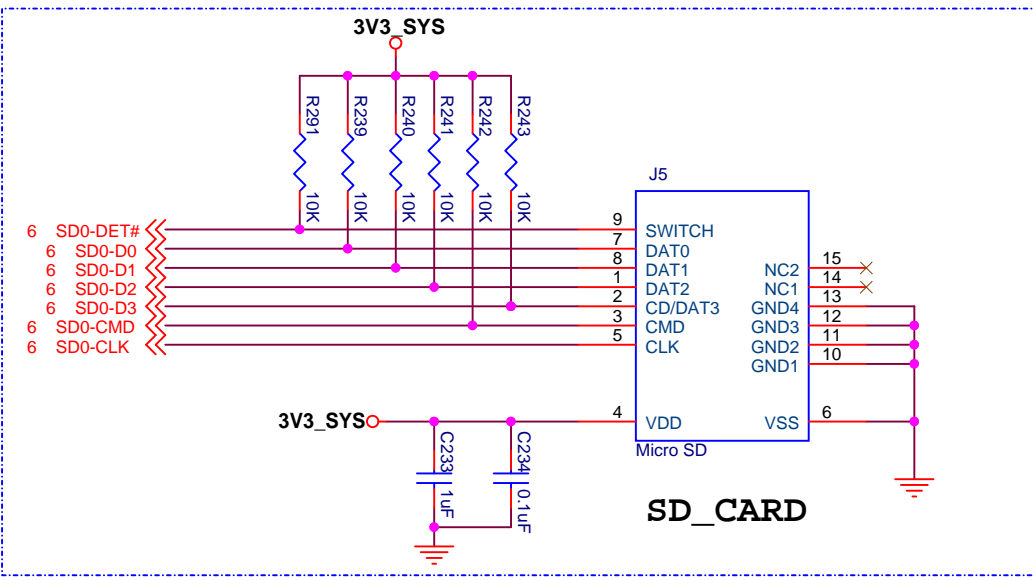 3V3_SYS
R291
R239
R240
R241
R242
R243
10K
10K
10K
10K
10K
10K
J5
6 SD0-DET#
9 SWITCH
6 SD0-D0
7 DAT0
6 SD0-D1
8 DAT1
NC2 15
6 SD0-D2
1 DAT2
NC1 14
6 SD0-D3
2 CD/DAT3
GND4 13
6 SD0-CMD
3 CMD
GND3 12
6 SD0-CLK
5 CLK
GND2 11
GND1 10
3V3_SYS
4 VDD
VSS 6
Micro SD
C233
1uF
C234
0.1uF
SD_CARD